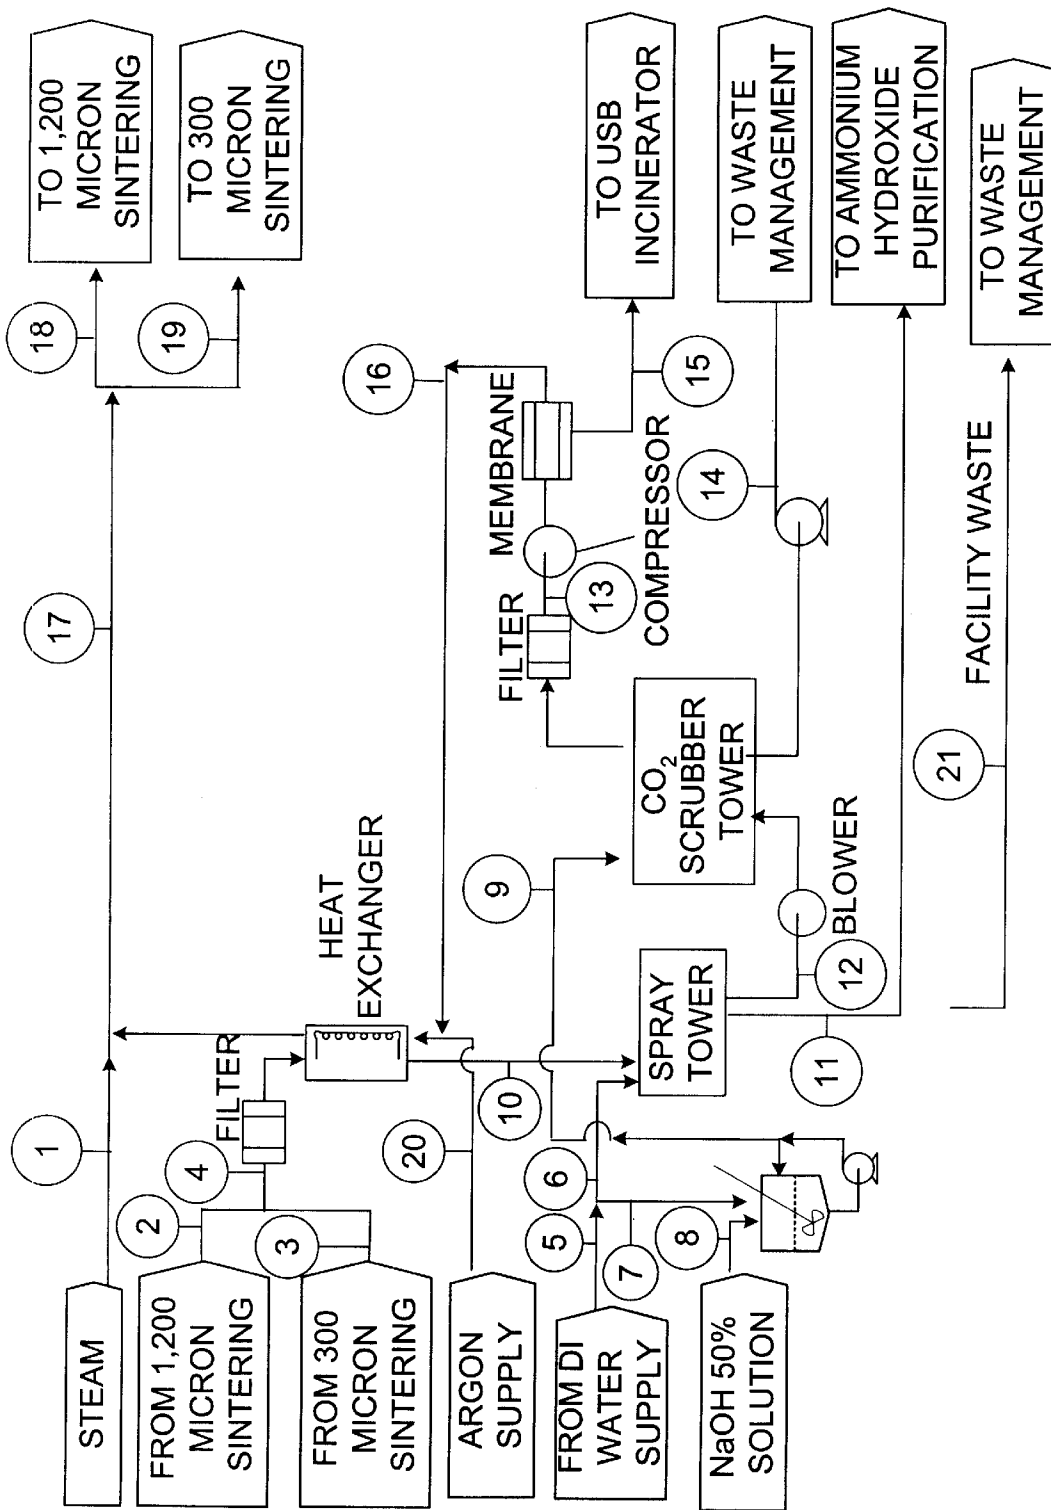 STEAM
FROM 1,200
MICRON
SINTERING
FROM 300
MICRON
SINTERING
ARGON
SUPPLY
FROM DI
WATER
SUPPLY
NaOH 50%
SOLUTION
1
2
3
4
20
5
6
7
8
FILTER
HEAT
EXCHANGER
10
SPRAY
TOWER
11
12
BLOWER
9
CO2
SCRUBBER
TOWER
FILTER
13
COMPRESSOR
MEMBRANE
14
15
16
17
18
19
21
FACILITY WASTE
TO 1,200
MICRON
SINTERING
TO 300
MICRON
SINTERING
TO USB
INCINERATOR
TO WASTE
MANAGEMENT
TO AMMONIUM
HYDROXIDE
PURIFICATION
TO WASTE
MANAGEMENT